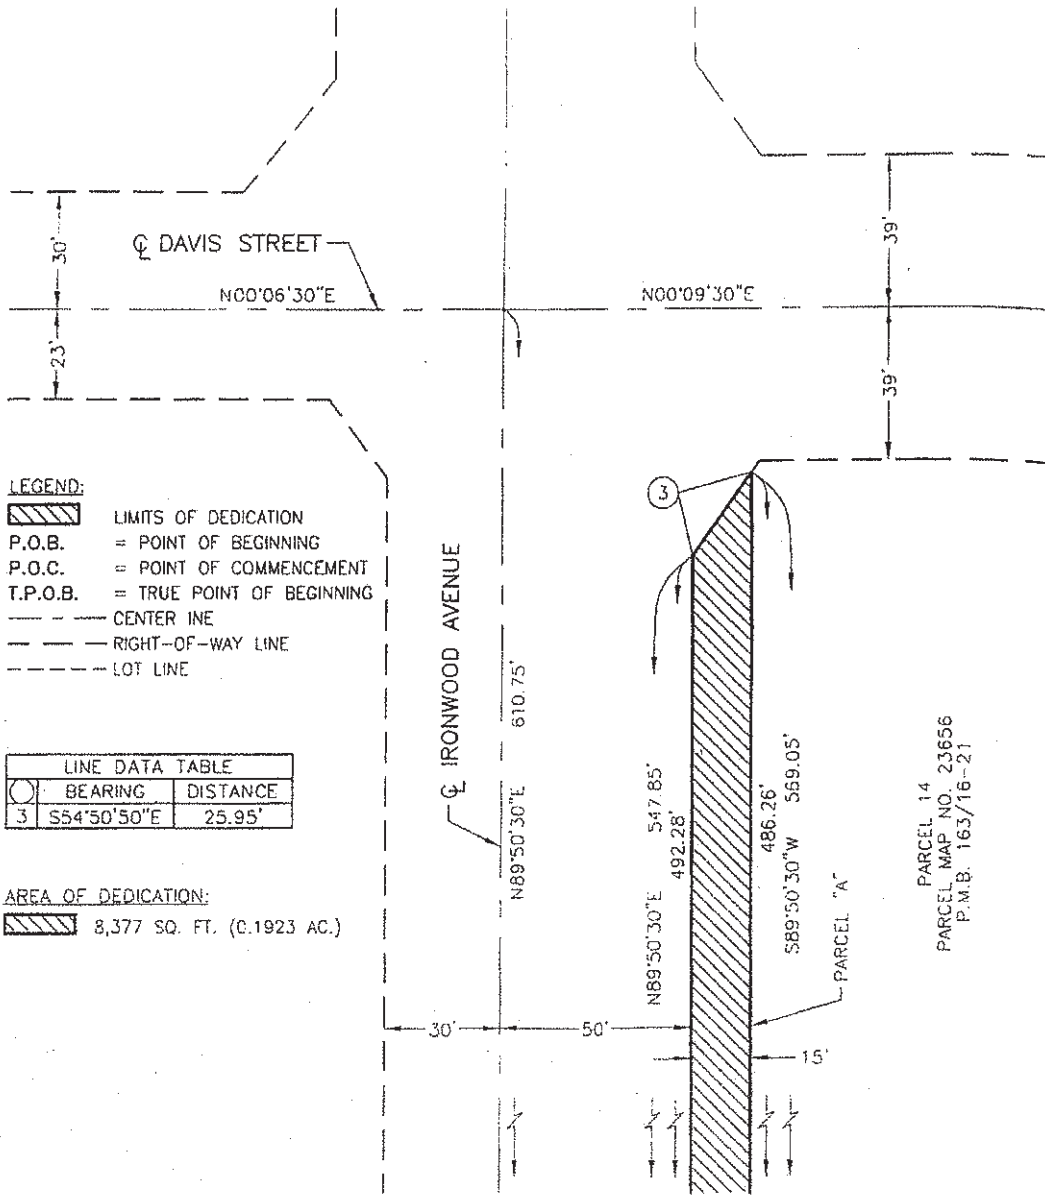 30'
39'
℄ DAVIS STREET
N00°06'30"E
N00°09'30"E
23'
39'
3
LEGEND:
LIMITS OF DEDICATION
P.O.B. = POINT OF BEGINNING
P.O.C. = POINT OF COMMENCEMENT
T.P.O.B. = TRUE POINT OF BEGINNING
CENTER INE
RIGHT-OF-WAY LINE
LOT LINE
℄ IRONWOOD AVENUE
N89°50'30"E 610.75'
N89°50'30"E 547.85'
492.28'
486.26'
S89°50'30"W 569.05'
PARCEL "A"
PARCEL 14
PARCEL MAP NO. 23656
P.M.B. 163/16-21
LINE DATA TABLE
BEARING DISTANCE
3 S54°50'50"E 25.95'
AREA OF DEDICATION:
8,377 SQ. FT. (0.1923 AC.)
30'
50'
15'